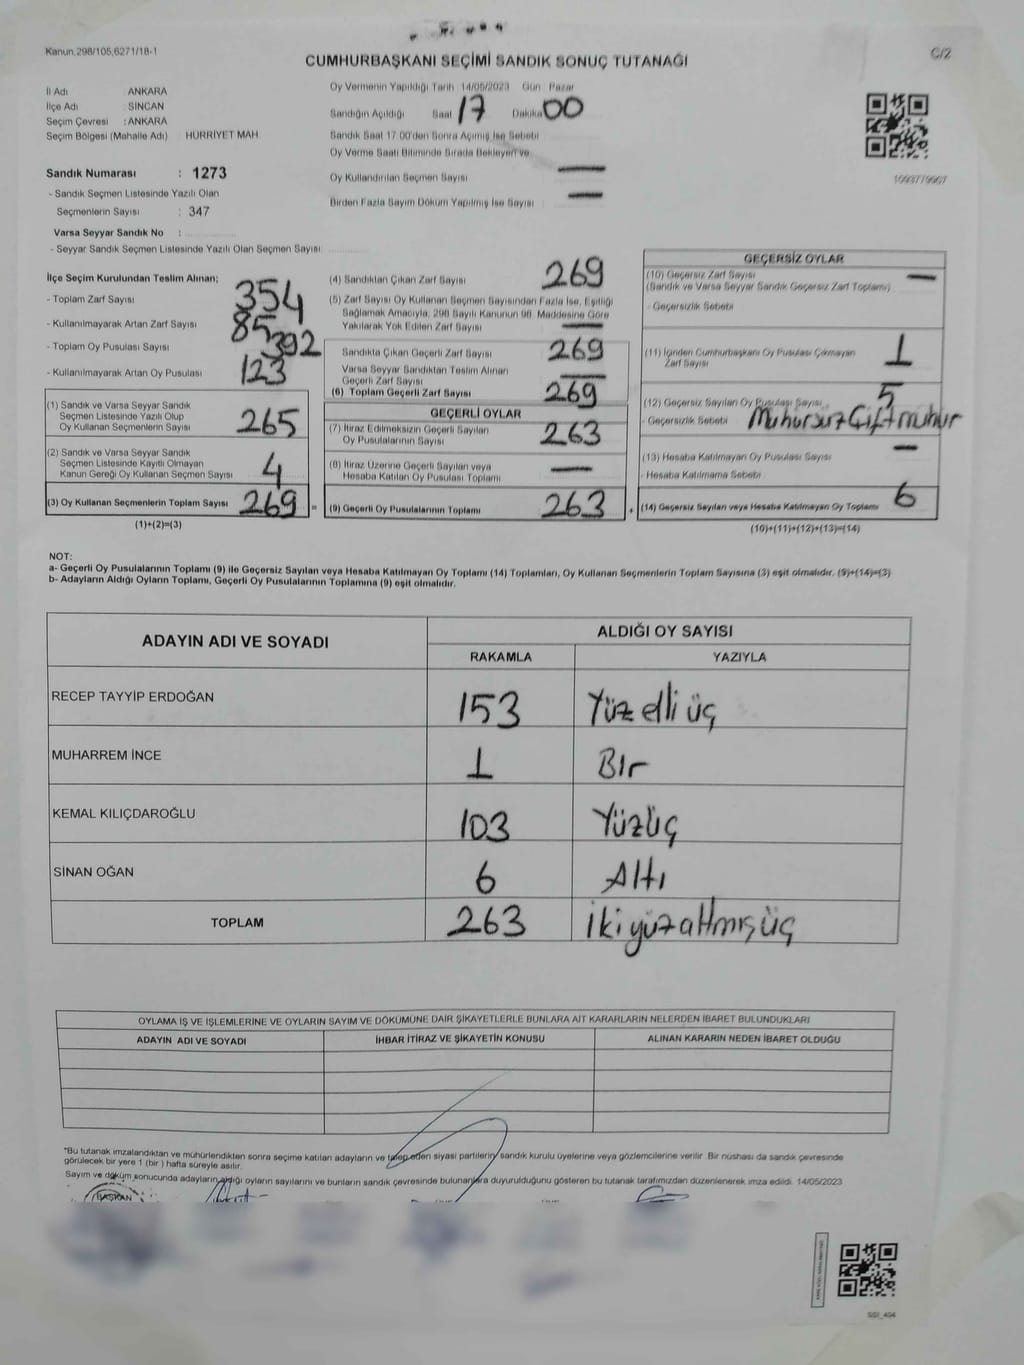 Kanun,298/105,6271/18-1
C/2
CUMHURBAŞKANI SEÇİMİ SANDIK SONUÇ TUTANAĞI
İl Adı ANKARA
İlçe Adı SİNCAN
Seçim Çevresi : ANKARA
Seçim Bölgesi (Mahalle Adı) HÜRRİYET MAH.
Sandık Numarası : 1273
- Sandık Seçmen Listesinde Yazılı Olan
Seçmenlerin Sayısı : 347
Varsa Seyyar Sandık No :
- Seyyar Sandık Seçmen Listesinde Yazılı Olan Seçmen Sayısı:
Oy Vermenin Yapıldığı Tarih 14/05/2023 Gün Pazar
Sandığın Açıldığı Saat 17 Dakika 00
Sandık Saat 17.00'den Sonra Açılmış İse Sebebi
Oy Verme Saati Bitiminde Sırada Bekleyen ve
Oy Kullandırılan Seçmen Sayısı —
Birden Fazla Sayım Döküm Yapılmış İse Sayısı —
İlçe Seçim Kurulundan Teslim Alınan;
- Toplam Zarf Sayısı 354
- Kullanılmayarak Artan Zarf Sayısı 85
- Toplam Oy Pusulası Sayısı 392
- Kullanılmayarak Artan Oy Pusulası 123
(1) Sandık ve Varsa Seyyar Sandık
Seçmen Listesinde Yazılı Olup
Oy Kullanan Seçmenlerin Sayısı 265
(2) Sandık ve Varsa Seyyar Sandık
Seçmen Listesinde Kayıtlı Olmayan
Kanun Gereği Oy Kullanan Seçmen Sayısı 4
(3) Oy Kullanan Seçmenlerin Toplam Sayısı 269 =
(1)+(2)=(3)
(4) Sandıktan Çıkan Zarf Sayısı 269
(5) Zarf Sayısı Oy Kullanan Seçmen Sayısından Fazla İse, Eşitliği
Sağlamak Amacıyla, 298 Sayılı Kanunun 98. Maddesine Göre
Yakılarak Yok Edilen Zarf Sayısı —
Sandıkta Çıkan Geçerli Zarf Sayısı 269
Varsa Seyyar Sandıktan Teslim Alınan
Geçerli Zarf Sayısı —
(6) Toplam Geçerli Zarf Sayısı 269
GEÇERLİ OYLAR
(7) İtiraz Edilmeksizin Geçerli Sayılan
Oy Pusulalarının Sayısı 263
(8) İtiraz Üzerine Geçerli Sayılan veya
Hesaba Katılan Oy Pusulası Toplamı —
(9) Geçerli Oy Pusulalarının Toplamı 263 +
GEÇERSİZ OYLAR
(10) Geçersiz Zarf Sayısı —
(Sandık ve Varsa Seyyar Sandık Geçersiz Zarf Toplamı)
- Geçersizlik Sebebi
(11) İçinden Cumhurbaşkanı Oy Pusulası Çıkmayan
Zarf Sayısı 1
(12) Geçersiz Sayılan Oy Pusulası Sayısı 5
- Geçersizlik Sebebi Mühürsüz Çift mühür
(13) Hesaba Katılmayan Oy Pusulası Sayısı —
- Hesaba Katılmama Sebebi
(14) Geçersiz Sayılan veya Hesaba Katılmayan Oy Toplamı 6
(10)+(11)+(12)+(13)=(14)
NOT:
a- Geçerli Oy Pusulalarının Toplamı (9) ile Geçersiz Sayılan veya Hesaba Katılmayan Oy Toplamı (14) Toplamları, Oy Kullanan Seçmenlerin Toplam Sayısına (3) eşit olmalıdır. (9)+(14)=(3)
b- Adayların Aldığı Oyların Toplamı, Geçerli Oy Pusulalarının Toplamına (9) eşit olmalıdır.
ADAYIN ADI VE SOYADI
ALDIĞI OY SAYISI
RAKAMLA YAZIYLA
RECEP TAYYİP ERDOĞAN 153 Yüz elli üç
MUHARREM İNCE 1 Bir
KEMAL KILIÇDAROĞLU 103 Yüzüç
SİNAN OĞAN 6 Altı
TOPLAM 263 İki yüz altmış üç
OYLAMA İŞ VE İŞLEMLERİNE VE OYLARIN SAYIM VE DÖKÜMÜNE DAİR ŞİKAYETLERLE BUNLARA AİT KARARLARIN NELERDEN İBARET BULUNDUKLARI
ADAYIN ADI VE SOYADI İHBAR İTİRAZ VE ŞİKAYETİN KONUSU ALINAN KARARIN NEDEN İBARET OLDUĞU
*Bu tutanak imzalandıktan ve mühürlendikten sonra seçime katılan adayların ve talep eden siyasi partilerin sandık kurulu üyelerine veya gözlemcilerine verilir. Bir nüshası da sandık çevresinde
görülecek bir yere 1 (bir) hafta süreyle asılır.
Sayım ve döküm sonucunda adayların aldığı oyların sayılarını ve bunların sandık çevresinde bulunanlara duyurulduğunu gösteren bu tutanak tarafımızdan düzenlenerek imza edildi. 14/05/2023
BAŞKAN